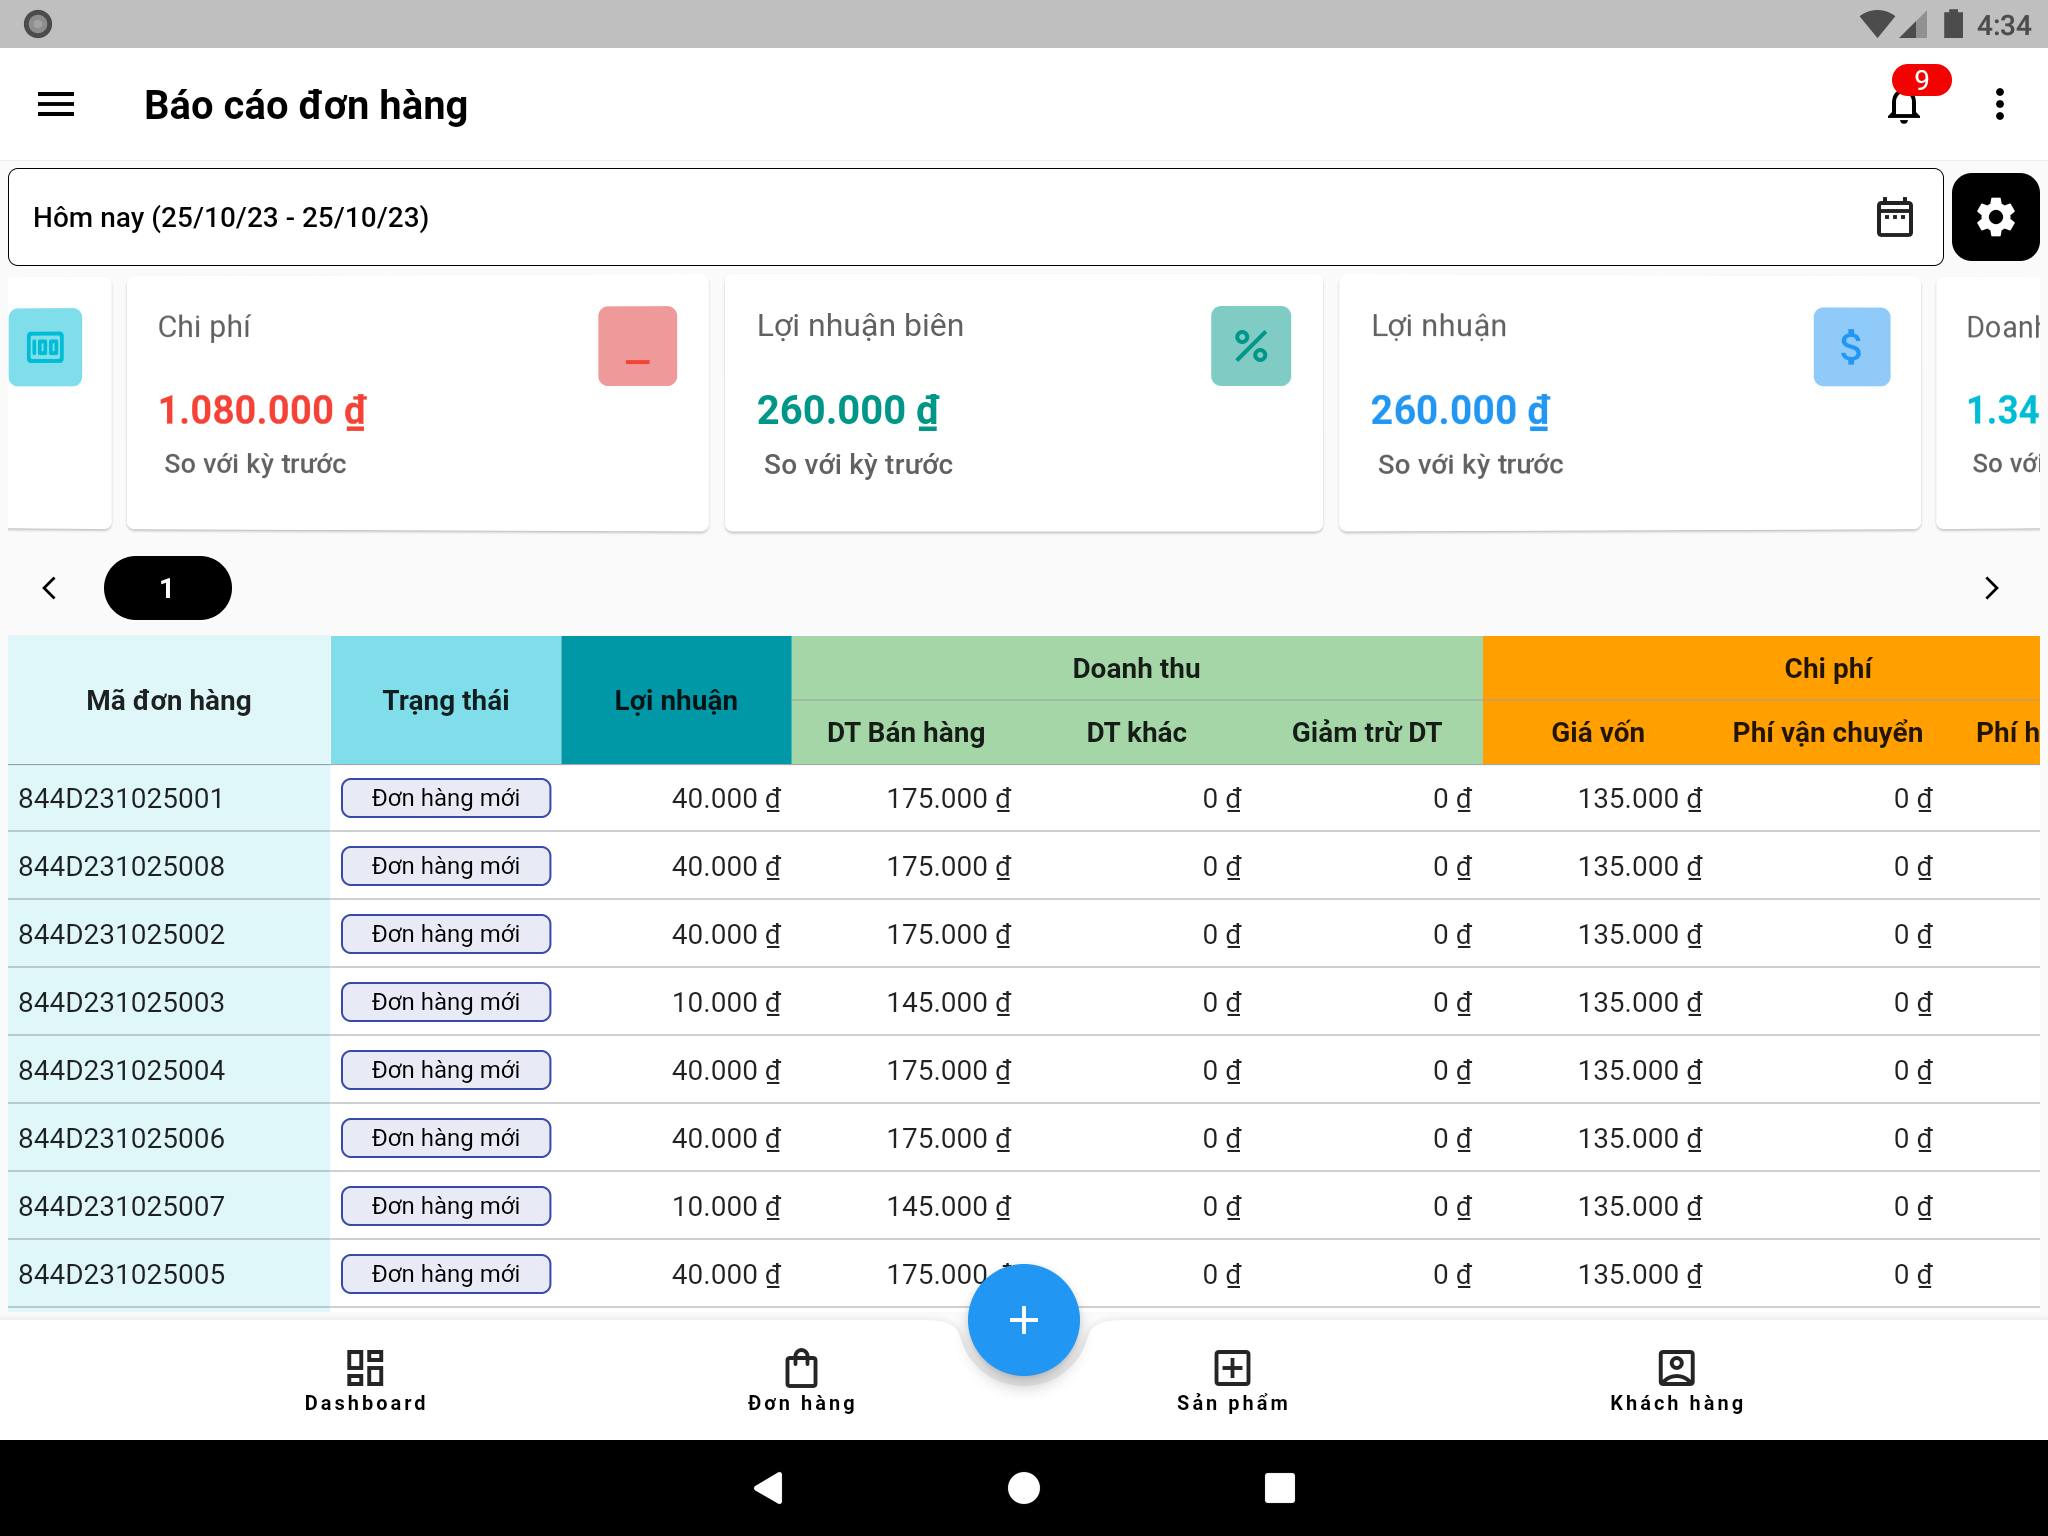 4:34
Báo cáo đơn hàng
9
Hôm nay (25/10/23 - 25/10/23)
Chi phí
1.080.000 ₫
So với kỳ trước
Lợi nhuận biên
%
260.000 ₫
So với kỳ trước
Lợi nhuận
$
260.000 ₫
So với kỳ trước
Doanh
1.34
So với
1
Mã đơn hàng Trạng thái Lợi nhuận Doanh thu Chi phí
DT Bán hàng DT khác Giảm trừ DT Giá vốn Phí vận chuyển Phí h
844D231025001 Đơn hàng mới 40.000 ₫ 175.000 ₫ 0 ₫ 0 ₫ 135.000 ₫ 0 ₫
844D231025008 Đơn hàng mới 40.000 ₫ 175.000 ₫ 0 ₫ 0 ₫ 135.000 ₫ 0 ₫
844D231025002 Đơn hàng mới 40.000 ₫ 175.000 ₫ 0 ₫ 0 ₫ 135.000 ₫ 0 ₫
844D231025003 Đơn hàng mới 10.000 ₫ 145.000 ₫ 0 ₫ 0 ₫ 135.000 ₫ 0 ₫
844D231025004 Đơn hàng mới 40.000 ₫ 175.000 ₫ 0 ₫ 0 ₫ 135.000 ₫ 0 ₫
844D231025006 Đơn hàng mới 40.000 ₫ 175.000 ₫ 0 ₫ 0 ₫ 135.000 ₫ 0 ₫
844D231025007 Đơn hàng mới 10.000 ₫ 145.000 ₫ 0 ₫ 0 ₫ 135.000 ₫ 0 ₫
844D231025005 Đơn hàng mới 40.000 ₫ 175.000 0 ₫ 0 ₫ 135.000 ₫ 0 ₫
Dashboard Đơn hàng Sản phẩm Khách hàng